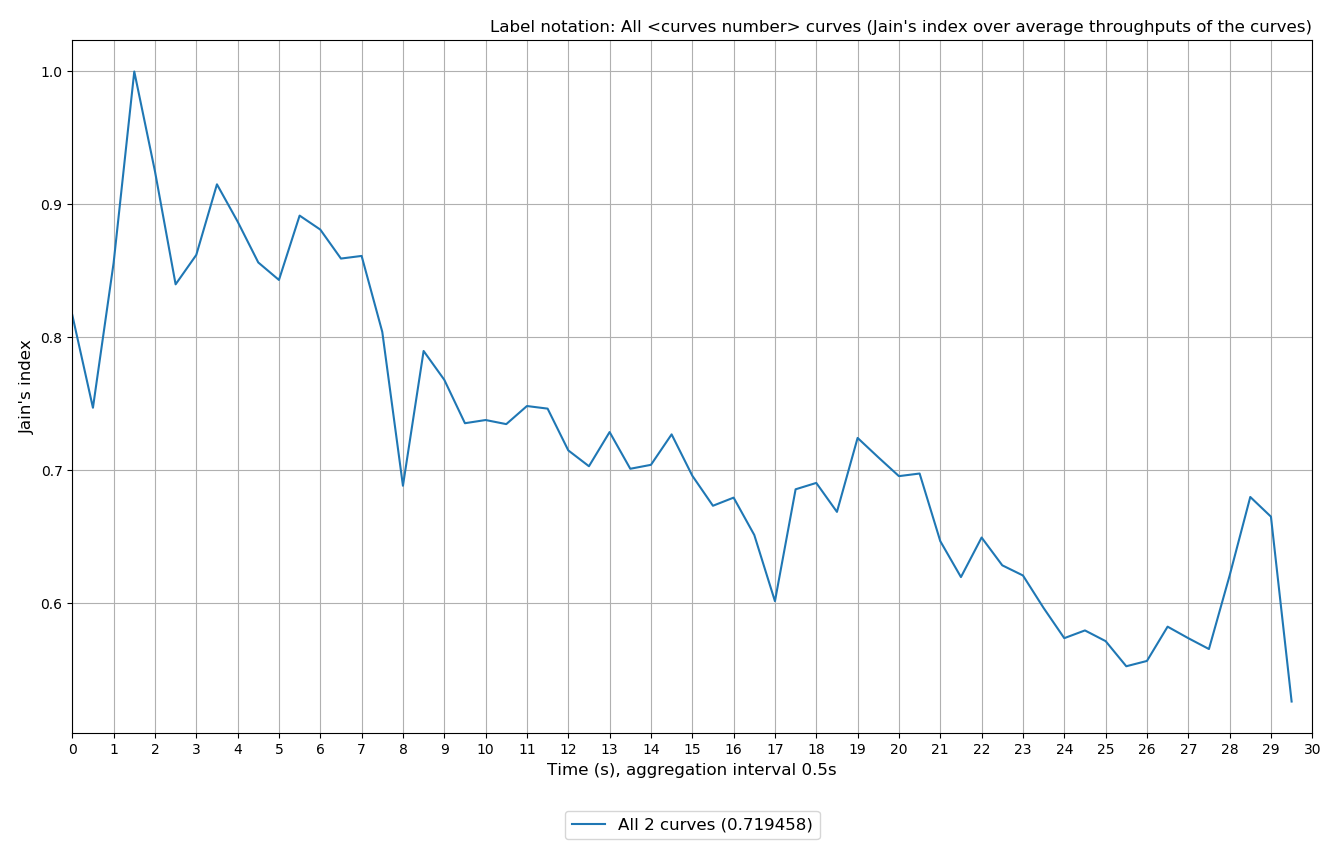 Label notation: All <curves number> curves (Jain's index over average throughputs of the curves)
1.0
0.9
0.8
0.7
0.6
Jain's index
0 1 2 3 4 5 6 7 8 9 10 11 12 13 14 15 16 17 18 19 20 21 22 23 24 25 26 27 28 29 30
Time (s), aggregation interval 0.5s
All 2 curves (0.719458)